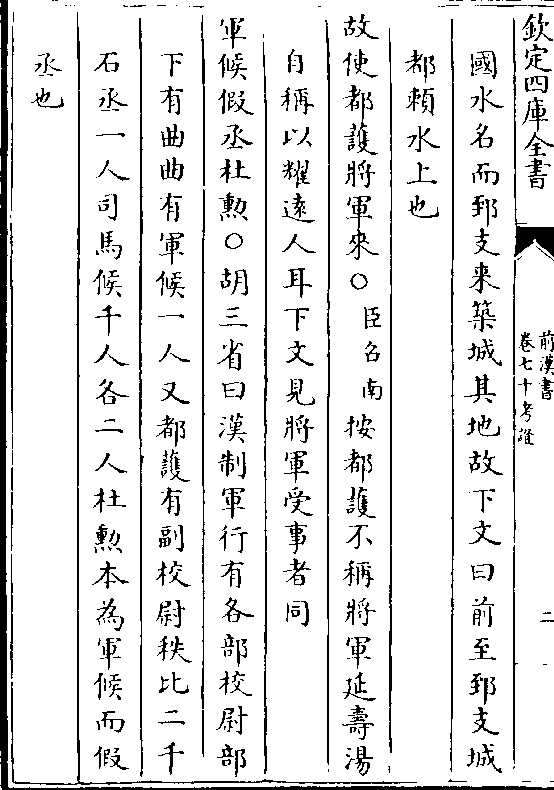 欽定四庫全書
前漢書
卷七十考證
二
國水名而郅支来築城其地故下文曰前至郅支城
都賴水上也
故使都護將軍來○臣召南按都護不稱將軍延壽湯
自稱以耀遠人耳下文見將軍受事者同
軍候假丞杜勲○胡三省曰漢制軍行有各部校尉部
下有曲曲有軍候一人又都護有副校尉秩比二千
石丞一人司馬候千人各二人杜勲本為軍候而假
丞也